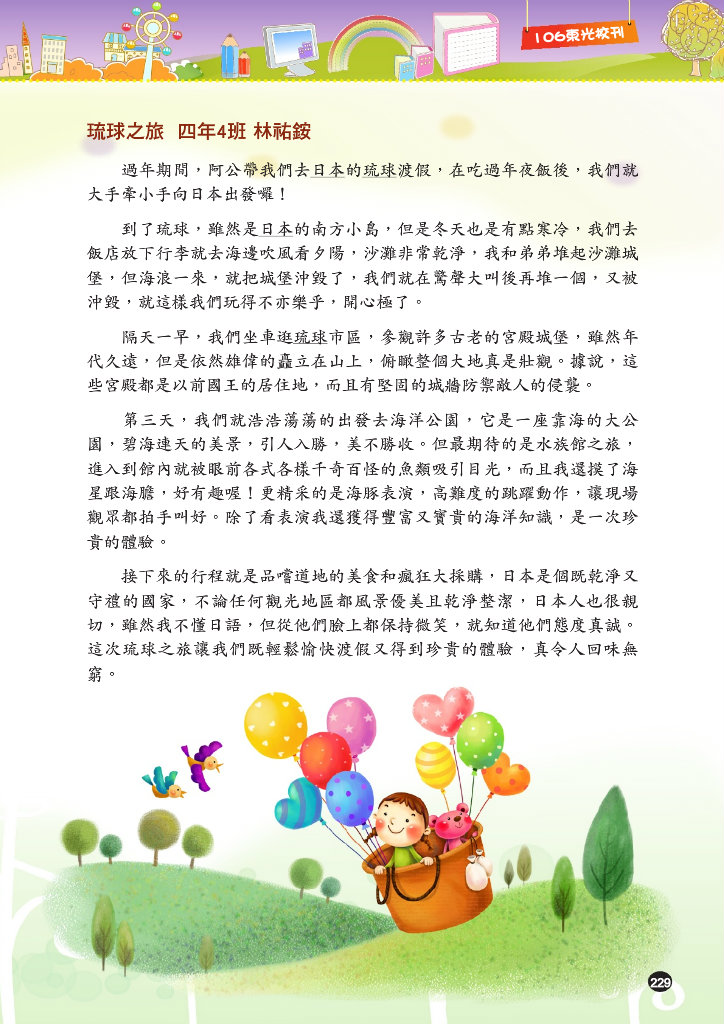 106東光校刊
琉球之旅 四年4班 林祐銨
過年期間，阿公帶我們去日本的琉球渡假，在吃過年夜飯後，我們就
大手牽小手向日本出發囉！
到了琉球，雖然是日本的南方小島，但是冬天也是有點寒冷，我們去
飯店放下行李就去海邊吹風看夕陽，沙灘非常乾淨，我和弟弟堆起沙灘城
堡，但海浪一來，就把城堡沖毀了，我們就在驚聲大叫後再堆一個，又被
沖毀，就這樣我們玩得不亦樂乎，開心極了。
隔天一早，我們坐車逛琉球市區，參觀許多古老的宮殿城堡，雖然年
代久遠，但是依然雄偉的矗立在山上，俯瞰整個大地真是壯觀。據說，這
些宮殿都是以前國王的居住地，而且有堅固的城牆防禦敵人的侵襲。
第三天，我們就浩浩蕩蕩的出發去海洋公園，它是一座靠海的大公
園，碧海連天的美景，引人入勝，美不勝收。但最期待的是水族館之旅，
進入到館內就被眼前各式各樣千奇百怪的魚類吸引目光，而且我還摸了海
星跟海膽，好有趣喔！更精采的是海豚表演，高難度的跳躍動作，讓現場
觀眾都拍手叫好。除了看表演我還獲得豐富又寶貴的海洋知識，是一次珍
貴的體驗。
接下來的行程就是品嚐道地的美食和瘋狂大採購，日本是個既乾淨又
守禮的國家，不論任何觀光地區都風景優美且乾淨整潔，日本人也很親
切，雖然我不懂日語，但從他們臉上都保持微笑，就知道他們態度真誠。
這次琉球之旅讓我們既輕鬆愉快渡假又得到珍貴的體驗，真令人回味無
窮。
229